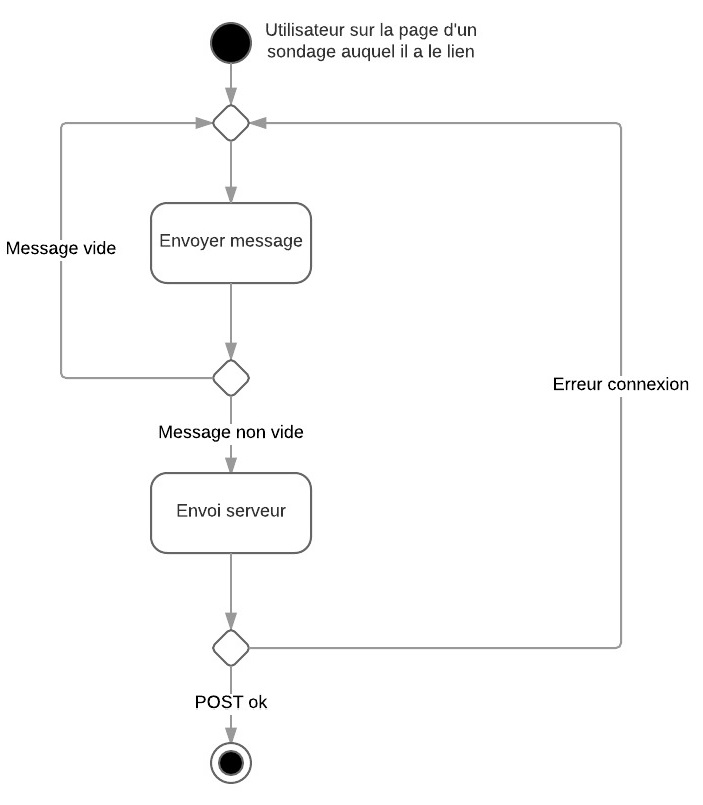 Utilisateur sur la page d'un
sondage auquel il a le lien
Envoyer message
Message vide
Erreur connexion
Message non vide
Envoi serveur
POST ok